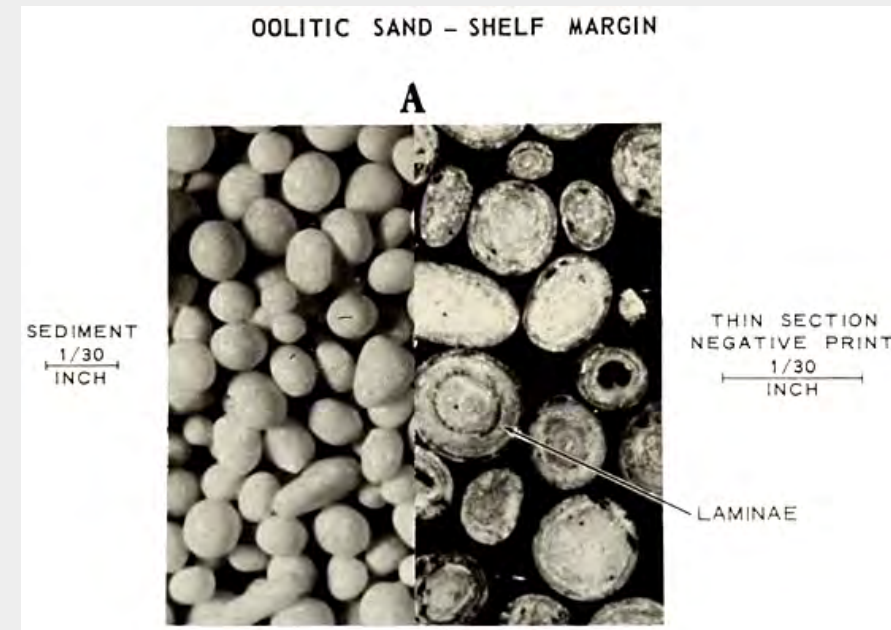 OOLITIC SAND – SHELF MARGIN
A
SEDIMENT
1/30
INCH
THIN SECTION
NEGATIVE PRINT
1/30
INCH
LAMINAE